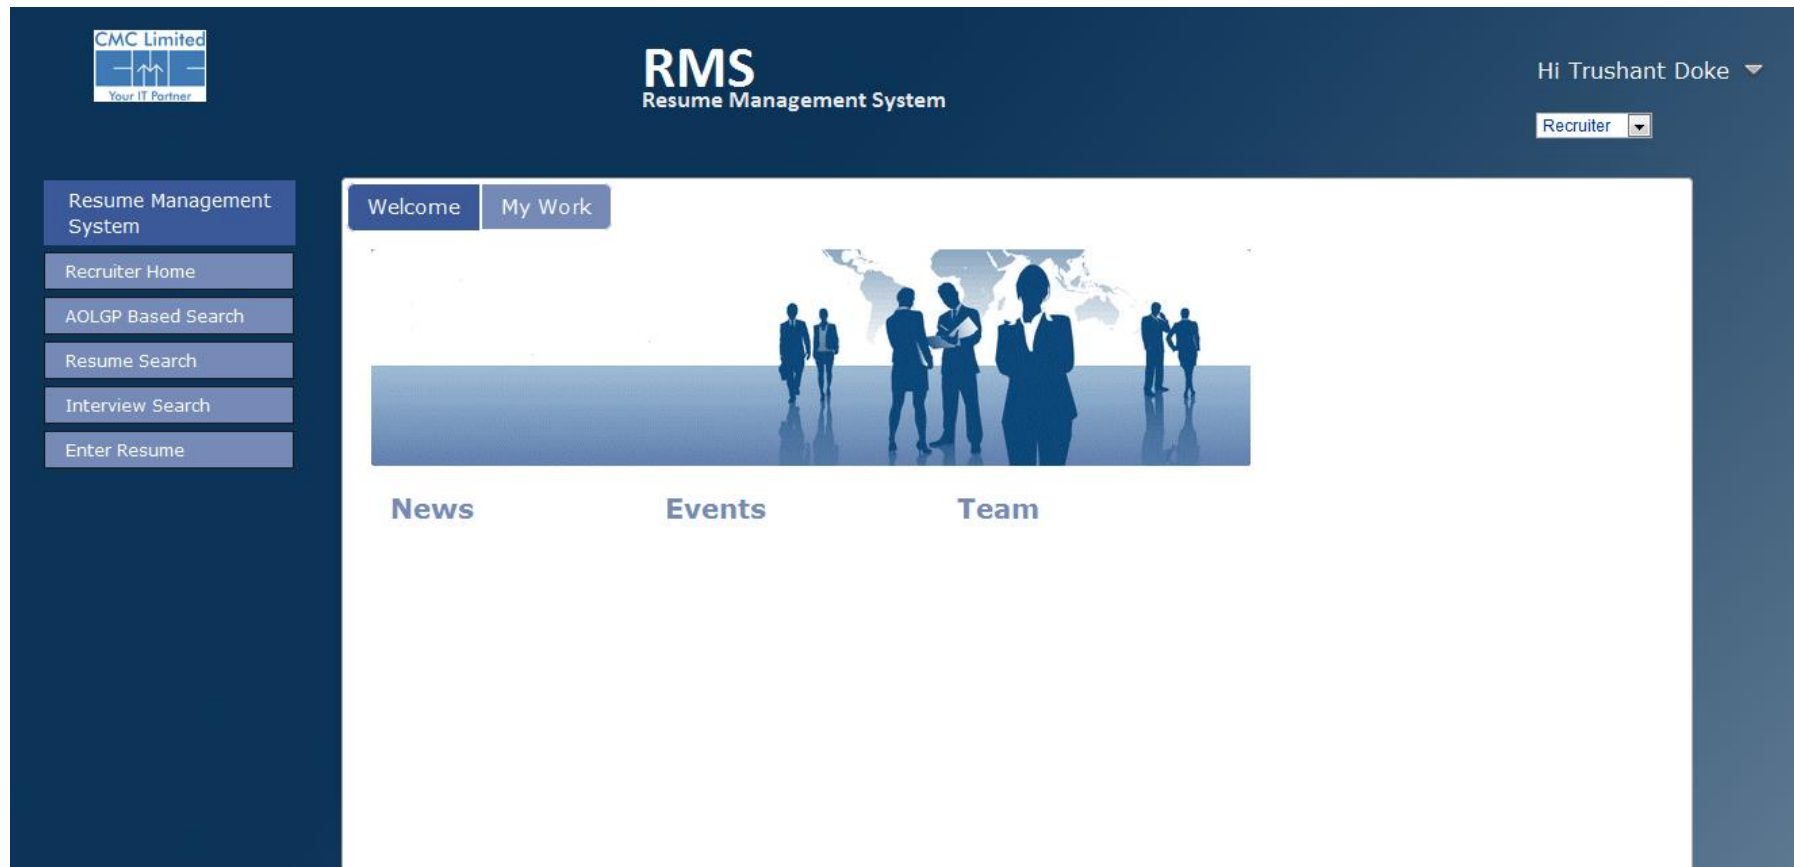 CMC Limited
Your IT Partner
RMS
Resume Management System
Hi Trushant Doke
Recruiter
Resume Management
System
Recruiter Home
AOLGP Based Search
Resume Search
Interview Search
Enter Resume
Welcome
My Work
News
Events
Team